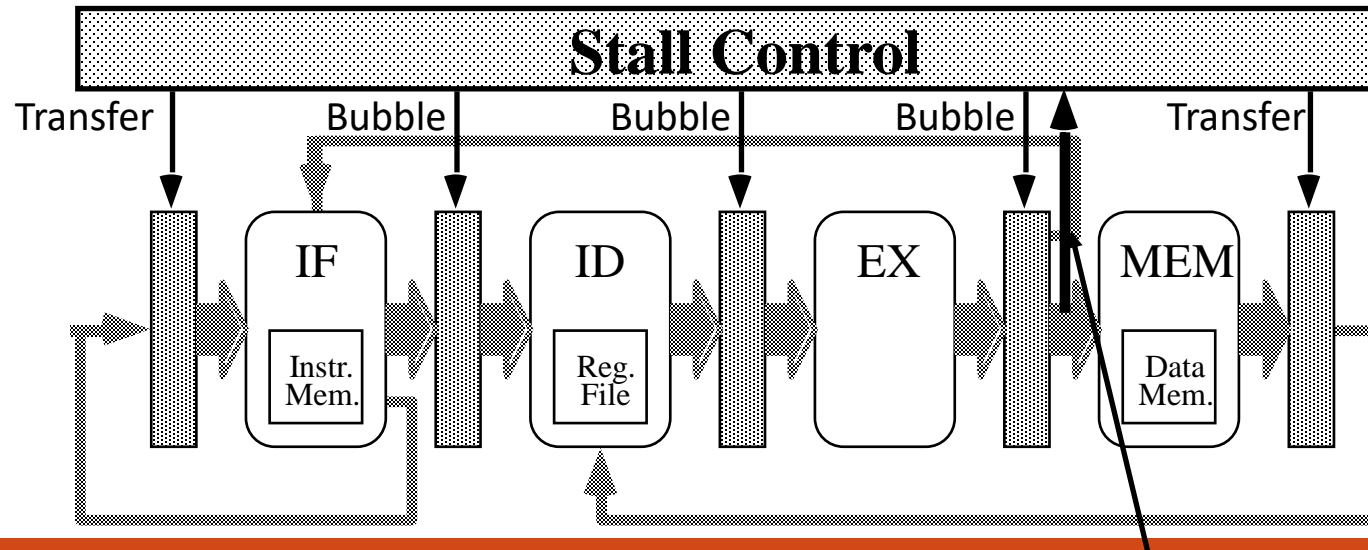 Stall Control
Transfer Bubble Bubble Bubble Transfer
IF ID EX MEM
Instr. Reg. Data
Mem. File Mem.